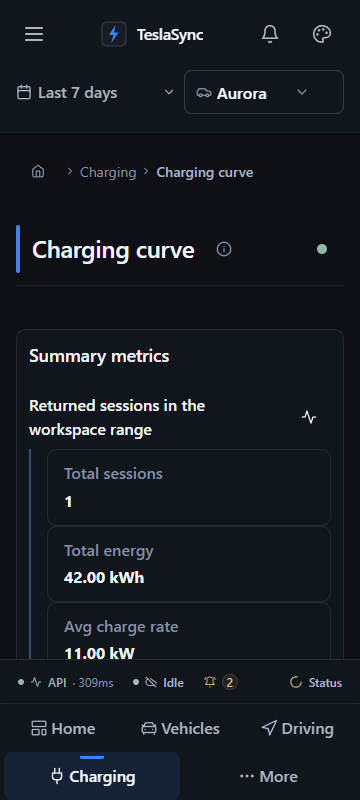 TeslaSync
Last 7 days
Aurora
Charging
Charging curve
Charging curve
Summary metrics
Returned sessions in the
workspace range
Total sessions
1
Total energy
42.00 kWh
Avg charge rate
11.00 kW
API · 309ms
Idle
2
Status
Home
Vehicles
Driving
Charging
More